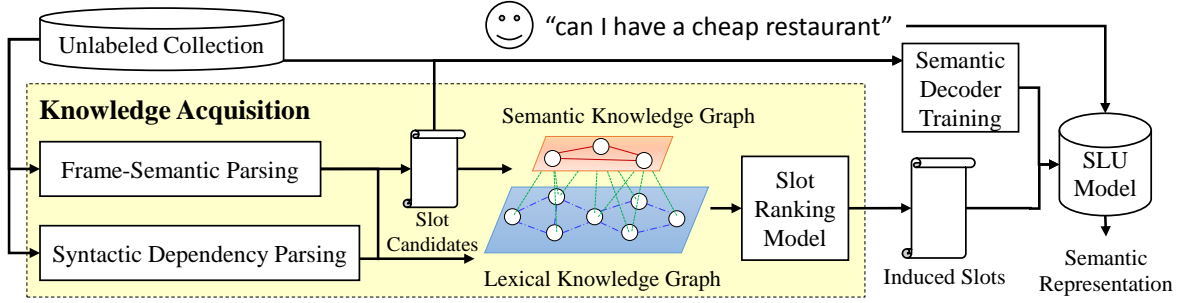 “can I have a cheap restaurant”
Unlabeled Collection
Semantic
Decoder
Training
Knowledge Acquisition
Semantic Knowledge Graph
Frame-Semantic Parsing
Slot
Candidates
Syntactic Dependency Parsing
Lexical Knowledge Graph
Slot
Ranking
Model
Induced Slots
SLU
Model
Semantic
Representation